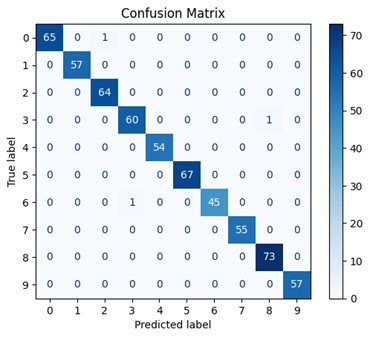 Confusion Matrix
0 65 0 1 0 0 0 0 0 0 0
1 0 57 0 0 0 0 0 0 0 0
2 0 0 64 0 0 0 0 0 0 0
3 0 0 0 60 0 0 0 0 1 0
4 0 0 0 0 54 0 0 0 0 0
5 0 0 0 0 0 67 0 0 0 0
6 0 0 0 1 0 0 45 0 0 0
7 0 0 0 0 0 0 0 55 0 0
8 0 0 0 0 0 0 0 0 73 0
9 0 0 0 0 0 0 0 0 0 57
0 1 2 3 4 5 6 7 8 9
Predicted label
True label
70
60
50
40
30
20
10
0